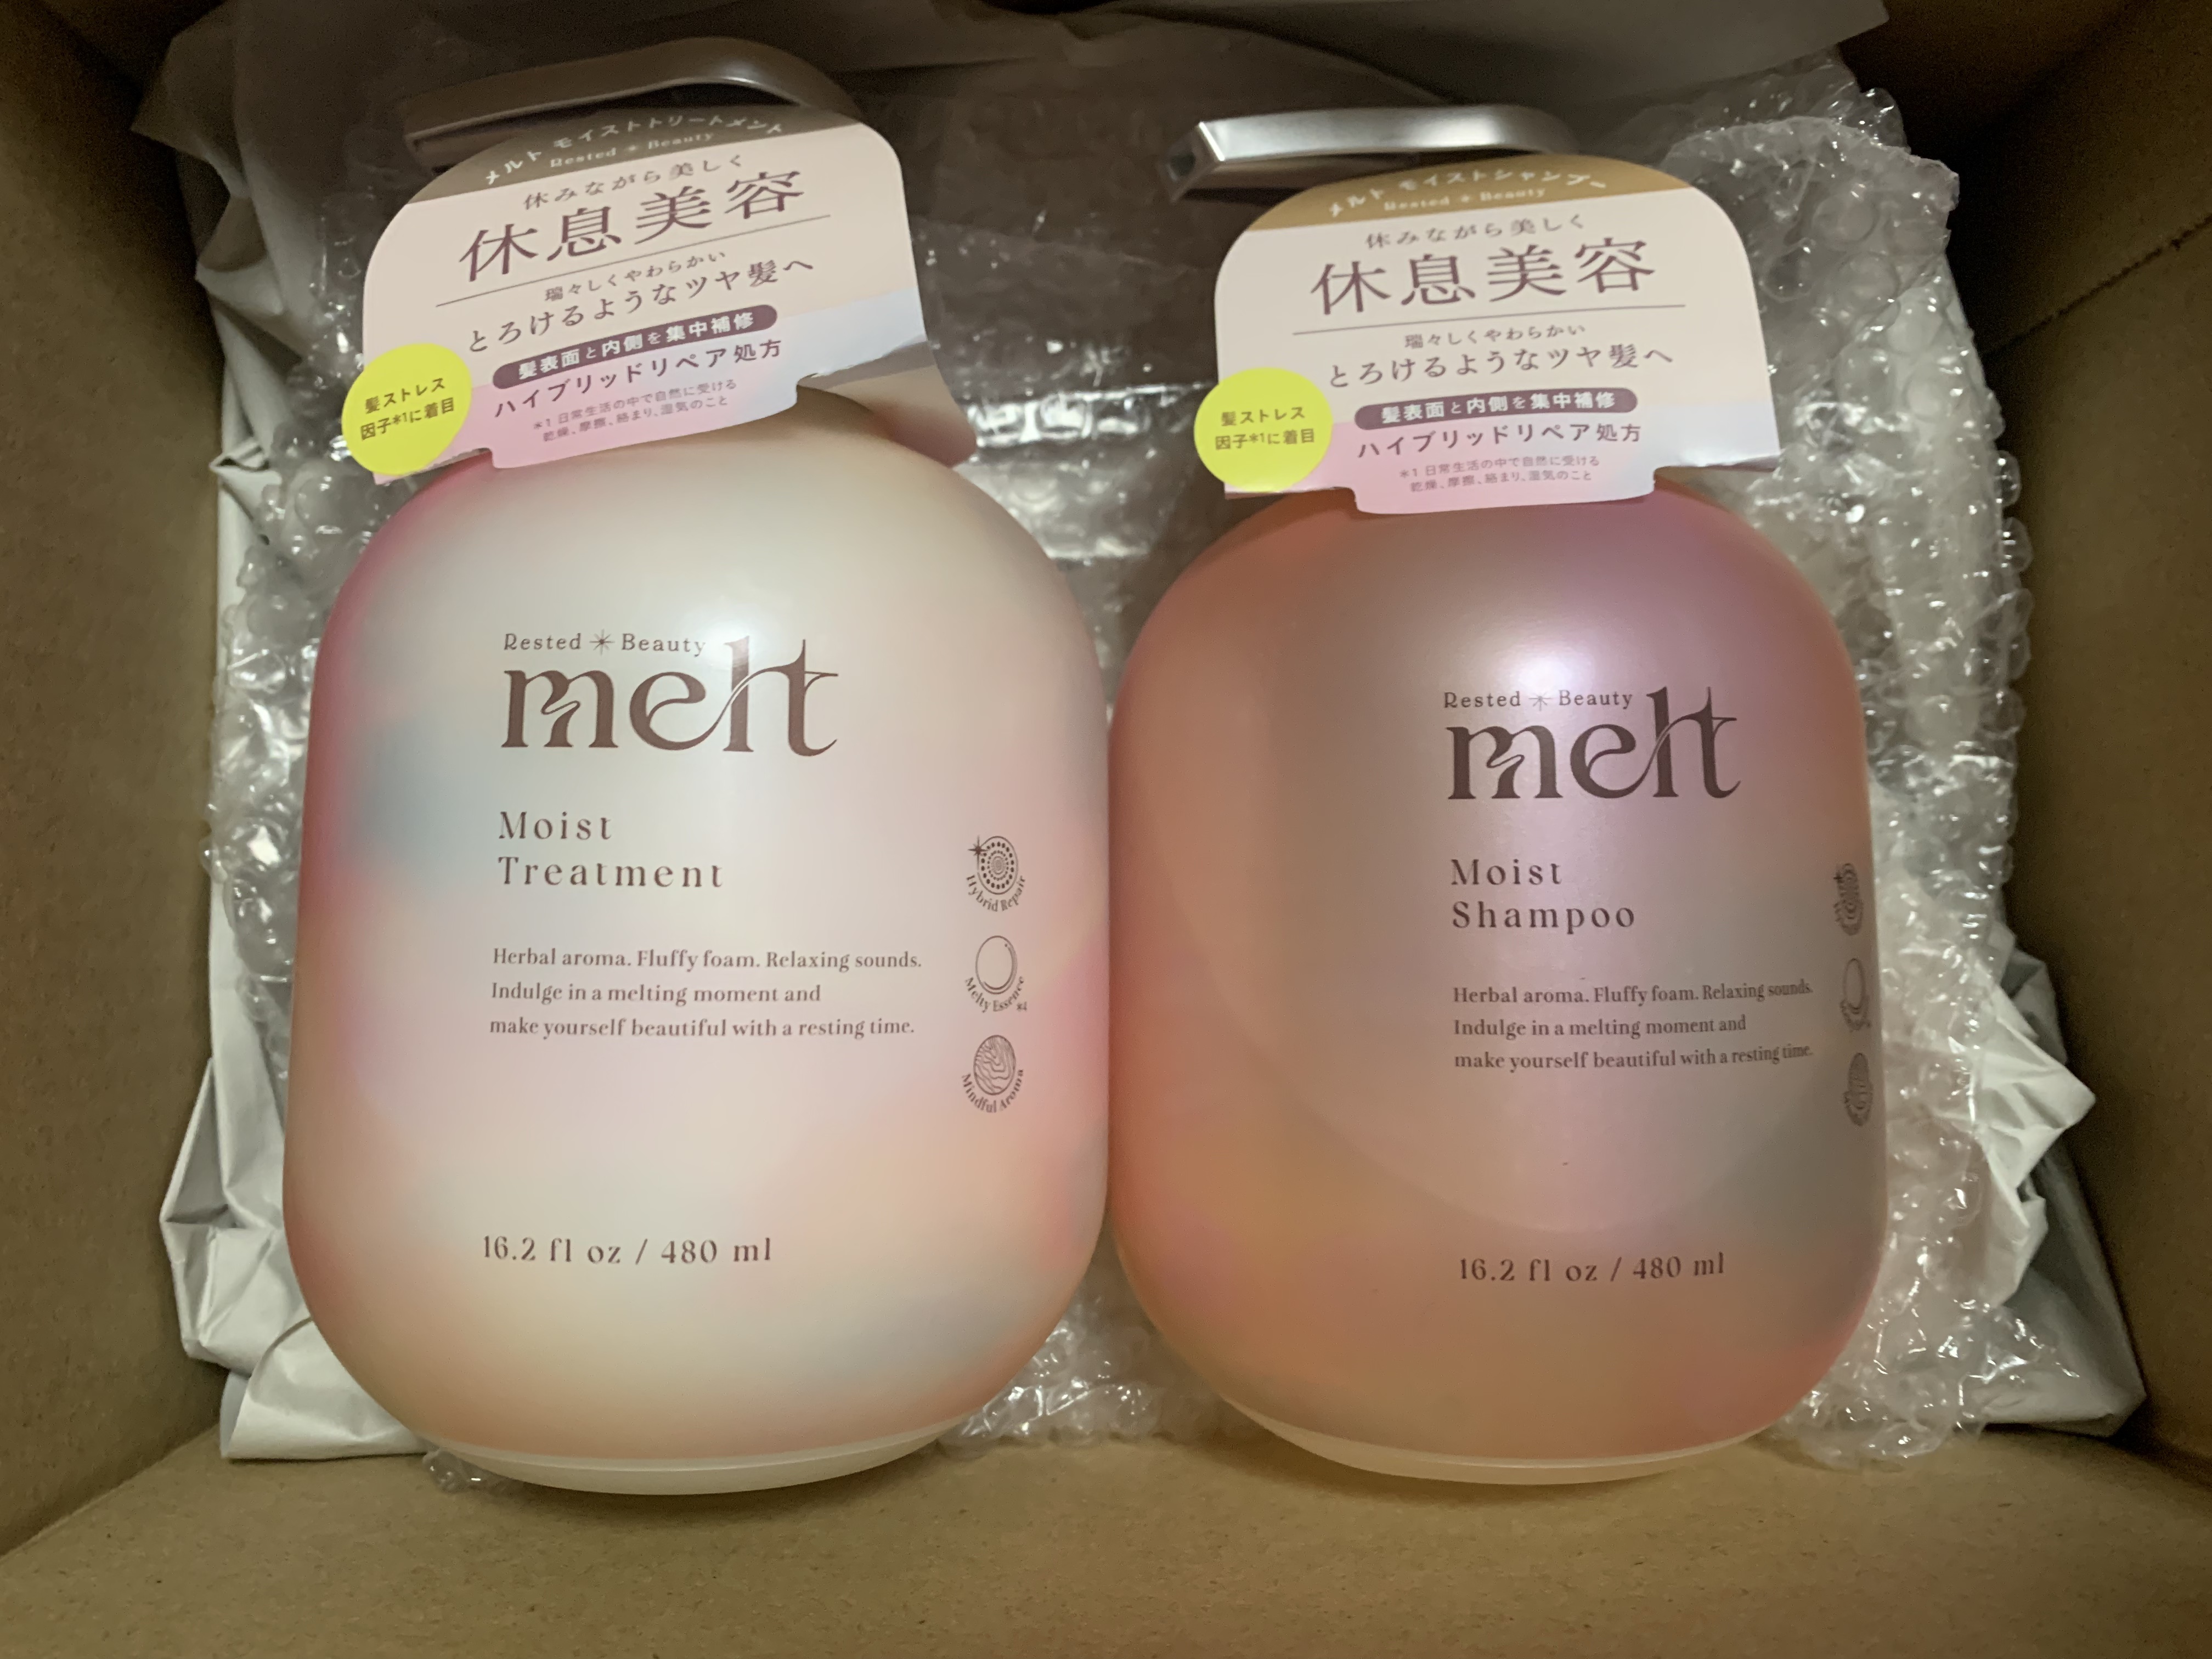 メルト モイストトリートメント
Rested Beauty
休みながら美しく
休息美容
瑞々しくやわらかい
とろけるようなツヤ髪へ
髪表面と内側を集中補修
ハイブリッドリペア処方
*1 日常生活の中で自然に受ける
乾燥、摩擦、絡まり、湿気のこと
髪ストレス
因子*1に着目
Rested Beauty
melt
Moist
Treatment
Herbal aroma. Fluffy foam. Relaxing sounds.
Indulge in a melting moment and
make yourself beautiful with a resting time.
Hybrid Repair
Melty Essence
Mindful Aroma
16.2 fl oz / 480 ml
メルト モイストシャンプー
Rested Beauty
休みながら美しく
休息美容
瑞々しくやわらかい
とろけるようなツヤ髪へ
髪表面と内側を集中補修
ハイブリッドリペア処方
*1 日常生活の中で自然に受ける
乾燥、摩擦、絡まり、湿気のこと
髪ストレス
因子*1に着目
Rested Beauty
melt
Moist
Shampoo
Herbal aroma. Fluffy foam. Relaxing sounds.
Indulge in a melting moment and
make yourself beautiful with a resting time.
16.2 fl oz / 480 ml